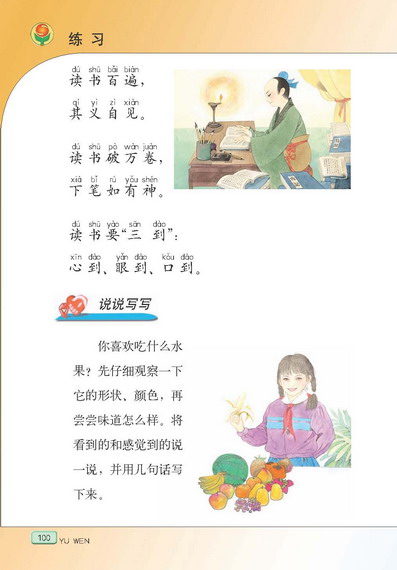 练 习
dú shū bǎi biàn
读 书 百 遍，
qí yì zì xiàn
其 义 自 见。
dú shū pò wàn juàn
读 书 破 万 卷，
xià bǐ rú yǒu shén
下 笔 如 有 神。
dú shū yào sān dào
读 书 要“三 到”：
xīn dào yǎn dào kǒu dào
心 到、眼 到、口 到。
说说写写
你喜欢吃什么水
果？先仔细观察一下
它的形状、颜色，再
尝尝味道怎么样。将
看到的和感觉到的说
一说，并用几句话写
下来。
100 YU WEN